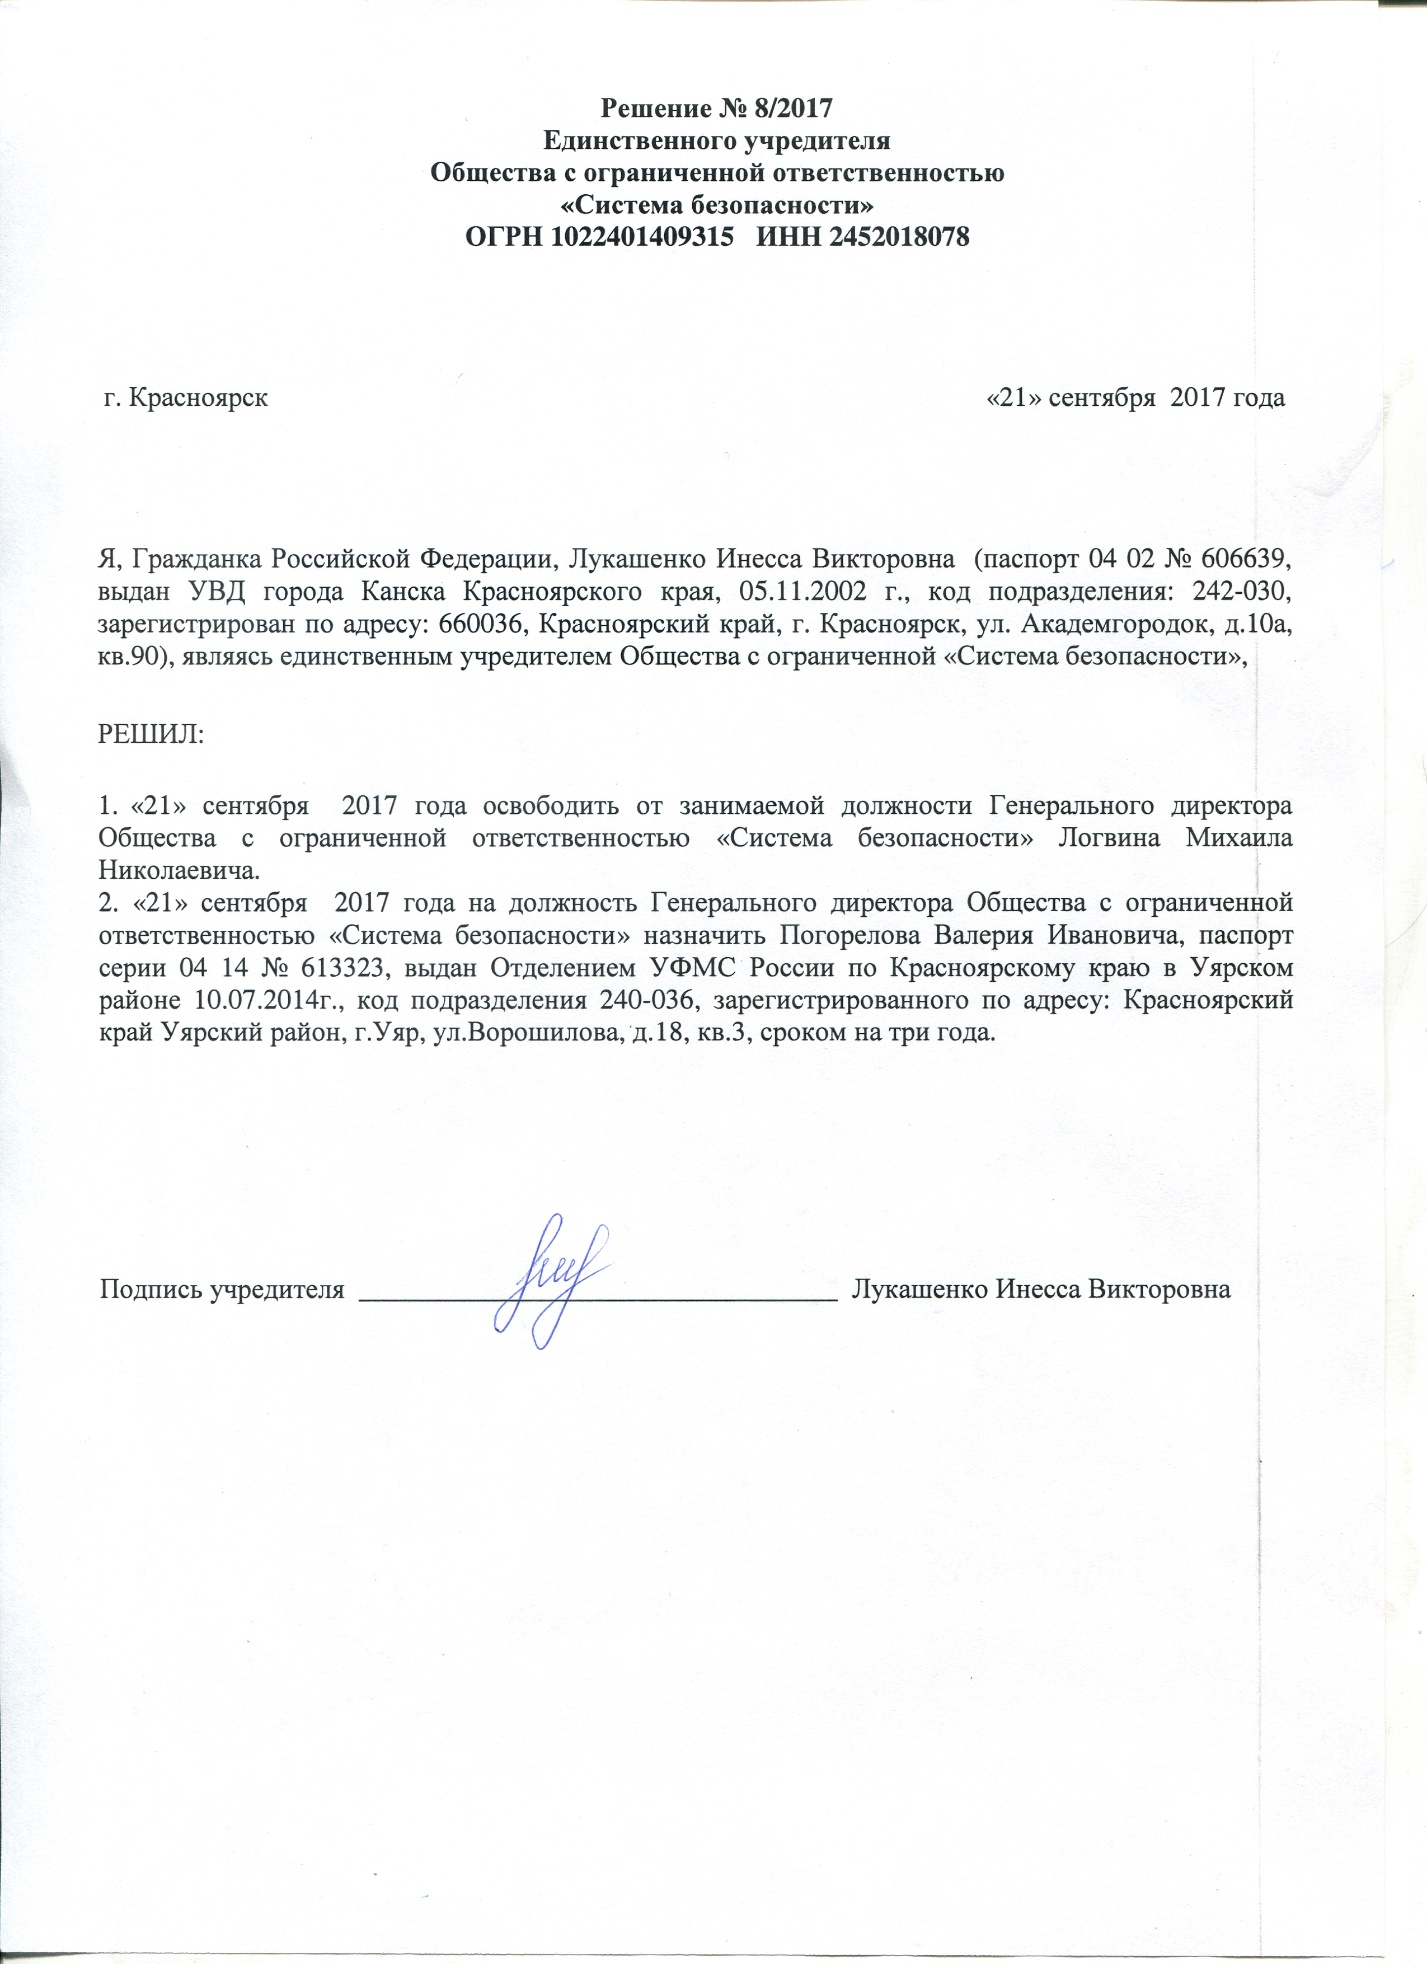 Решение № 8/2017
Единственного учредителя
Общества с ограниченной ответственностью
«Система безопасности»
ОГРН 1022401409315 ИНН 2452018078
г. Красноярск «21» сентября 2017 года
Я, Гражданка Российской Федерации, Лукашенко Инесса Викторовна (паспорт 04 02 № 606639,
выдан УВД города Канска Красноярского края, 05.11.2002 г., код подразделения: 242-030,
зарегистрирован по адресу: 660036, Красноярский край, г. Красноярск, ул. Академгородок, д.10а,
кв.90), являясь единственным учредителем Общества с ограниченной «Система безопасности»,
РЕШИЛ:
1. «21» сентября 2017 года освободить от занимаемой должности Генерального директора
Общества с ограниченной ответственностью «Система безопасности» Логвина Михаила
Николаевича.
2. «21» сентября 2017 года на должность Генерального директора Общества с ограниченной
ответственностью «Система безопасности» назначить Погорелова Валерия Ивановича, паспорт
серии 04 14 № 613323, выдан Отделением УФМС России по Красноярскому краю в Уярском
районе 10.07.2014г., код подразделения 240-036, зарегистрированного по адресу: Красноярский
край Уярский район, г.Уяр, ул.Ворошилова, д.18, кв.3, сроком на три года.
Подпись учредителя Лукашенко Инесса Викторовна